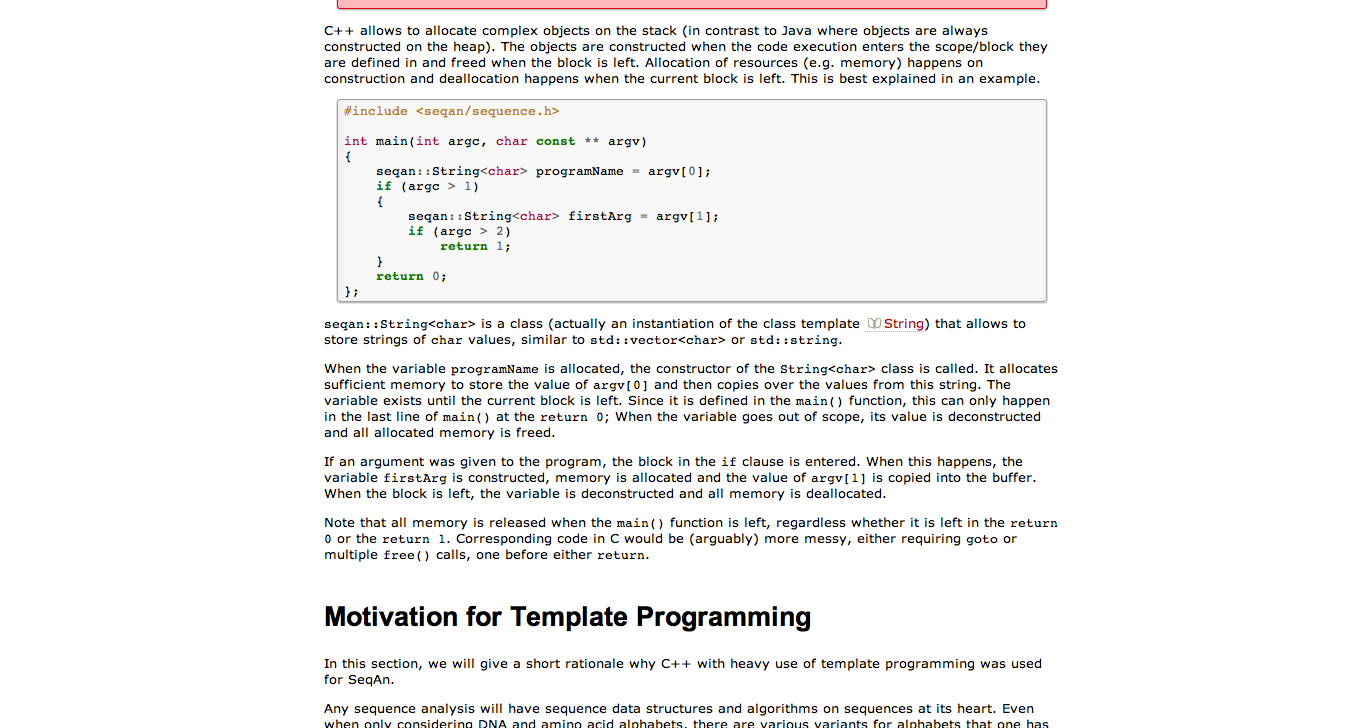 C++ allows to allocate complex objects on the stack (in contrast to Java where objects are always
constructed on the heap). The objects are constructed when the code execution enters the scope/block they
are defined in and freed when the block is left. Allocation of resources (e.g. memory) happens on
construction and deallocation happens when the current block is left. This is best explained in an example.
#include <seqan/sequence.h>
int main(int argc, char const ** argv)
{
    seqan::String<char> programName = argv[0];
    if (argc > 1)
    {
        seqan::String<char> firstArg = argv[1];
        if (argc > 2)
            return 1;
    }
    return 0;
};
seqan::String<char> is a class (actually an instantiation of the class template String) that allows to
store strings of char values, similar to std::vector<char> or std::string.
When the variable programName is allocated, the constructor of the String<char> class is called. It allocates
sufficient memory to store the value of argv[0] and then copies over the values from this string. The
variable exists until the current block is left. Since it is defined in the main() function, this can only happen
in the last line of main() at the return 0; When the variable goes out of scope, its value is deconstructed
and all allocated memory is freed.
If an argument was given to the program, the block in the if clause is entered. When this happens, the
variable firstArg is constructed, memory is allocated and the value of argv[1] is copied into the buffer.
When the block is left, the variable is deconstructed and all memory is deallocated.
Note that all memory is released when the main() function is left, regardless whether it is left in the return
0 or the return 1. Corresponding code in C would be (arguably) more messy, either requiring goto or
multiple free() calls, one before either return.
Motivation for Template Programming
In this section, we will give a short rationale why C++ with heavy use of template programming was used
for SeqAn.
Any sequence analysis will have sequence data structures and algorithms on sequences at its heart. Even
when only considering DNA and amino acid alphabets, there are various variants for alphabets that one has